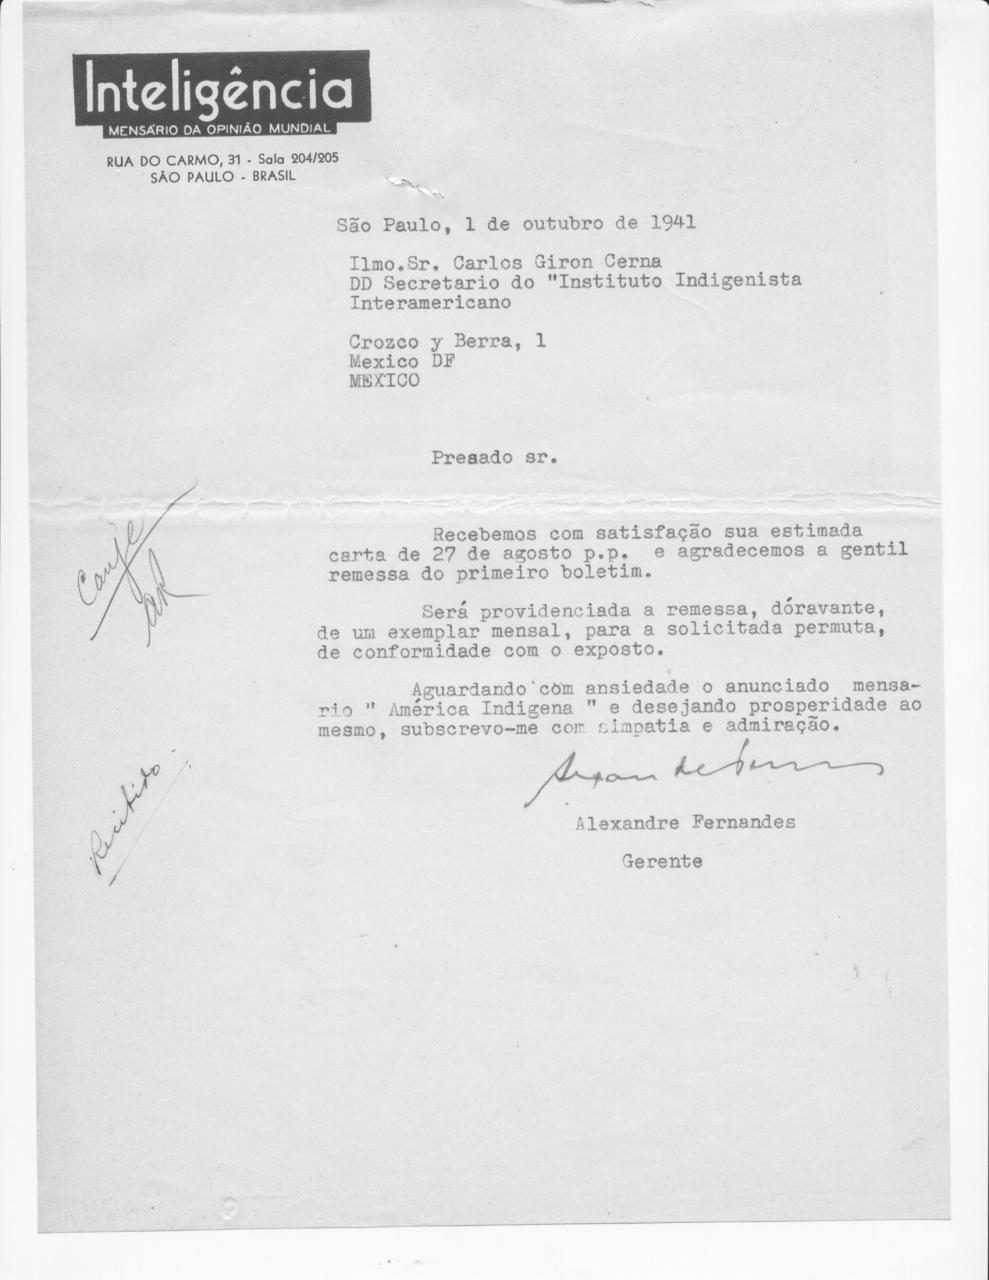 Inteligência
MENSÁRIO DA OPINIÃO MUNDIAL
RUA DO CARMO, 31 - Sala 204/205
SÃO PAULO - BRASIL
São Paulo, 1 de outubro de 1941
Ilmo.Sr. Carlos Giron Cerna
DD Secretario do "Instituto Indigenista
Interamericano
Crozco y Berra, 1
Mexico DF
MEXICO
Presado sr.
Canje
Recebemos com satisfação sua estimada
carta de 27 de agosto p.p. e agradecemos a gentil
remessa do primeiro boletim.
Será providenciada a remessa, dóravante,
de um exemplar mensal, para a solicitada permuta,
de conformidade com o exposto.
Aguardando com ansiedade o anunciado mensa-
rio " América Indigena " e desejando prosperidade ao
mesmo, subscrevo-me com simpatia e admiração.
Recibido
Alexandre Fernandes
Gerente